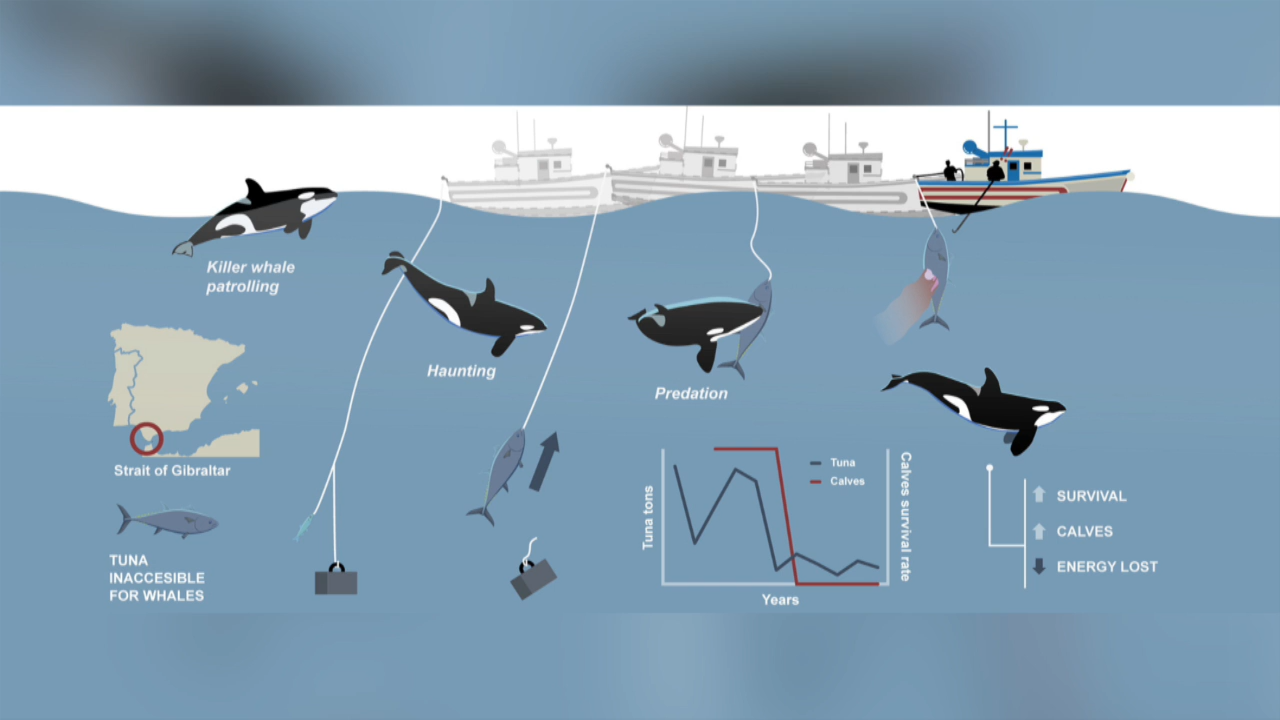 Killer whale
patrolling
Haunting
Predation
Strait of Gibraltar
TUNA
INACCESIBLE
FOR WHALES
Tuna tons
Tuna
Calves
Calves survival rate
Years
SURVIVAL
CALVES
ENERGY LOST